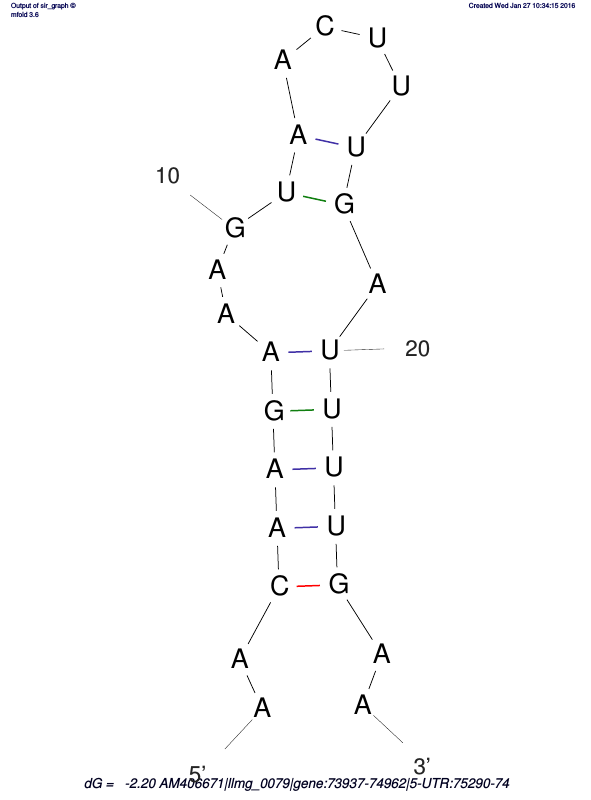 Output of sir_graph ©
mfold 3.6
Created Wed Jan 27 10:34:15 2016
C
U
A
U
A
U
10
U
G
G
A
A
A
A
U
20
G
U
A
U
A
U
C
G
A
A
A
A
5'
3'
dG = -2.20 AM406671|llmg_0079|gene:73937-74962|5-UTR:75290-74